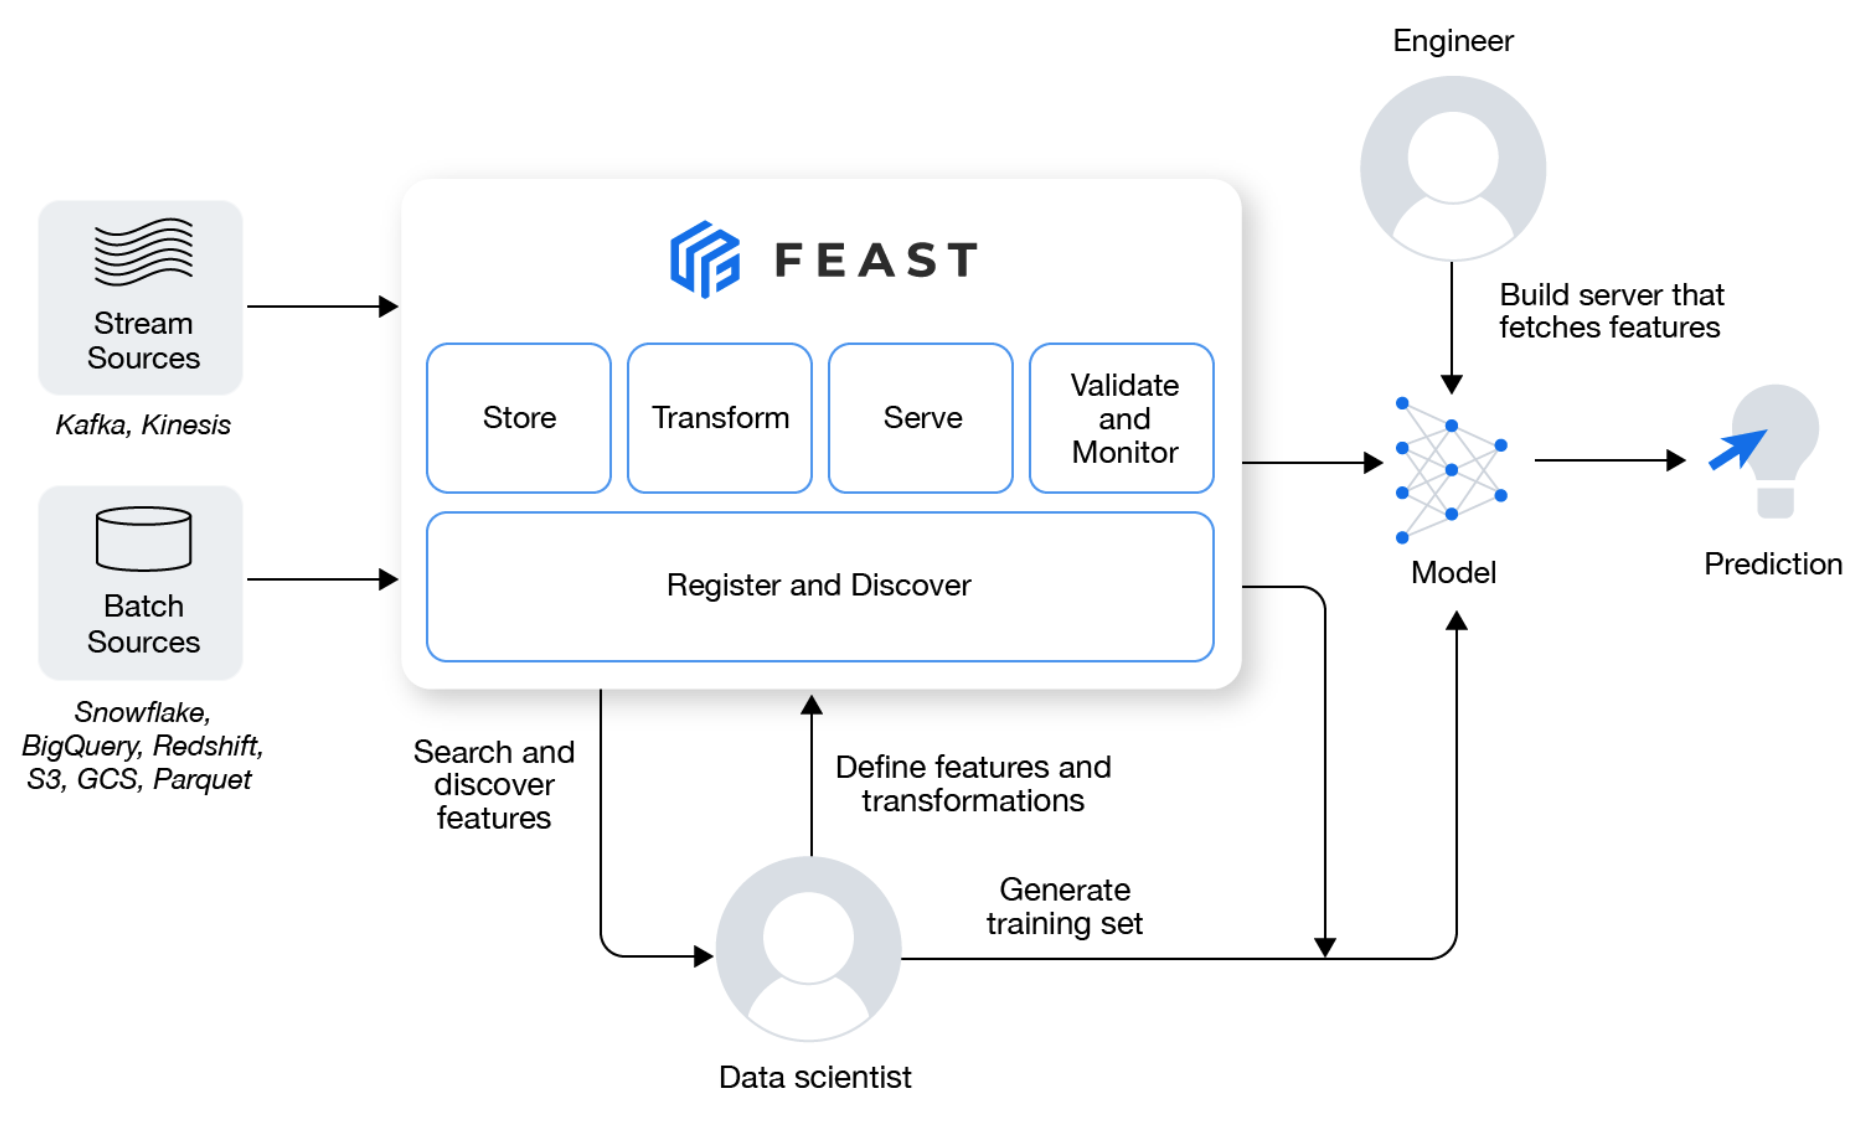 Engineer
Build server that
fetches features
Stream
Sources
Kafka, Kinesis
Batch
Sources
Snowflake,
BigQuery, Redshift,
S3, GCS, Parquet
FEAST
Store
Transform
Serve
Validate
and
Monitor
Register and Discover
Model
Prediction
Search and
discover
features
Define features and
transformations
Generate
training set
Data scientist